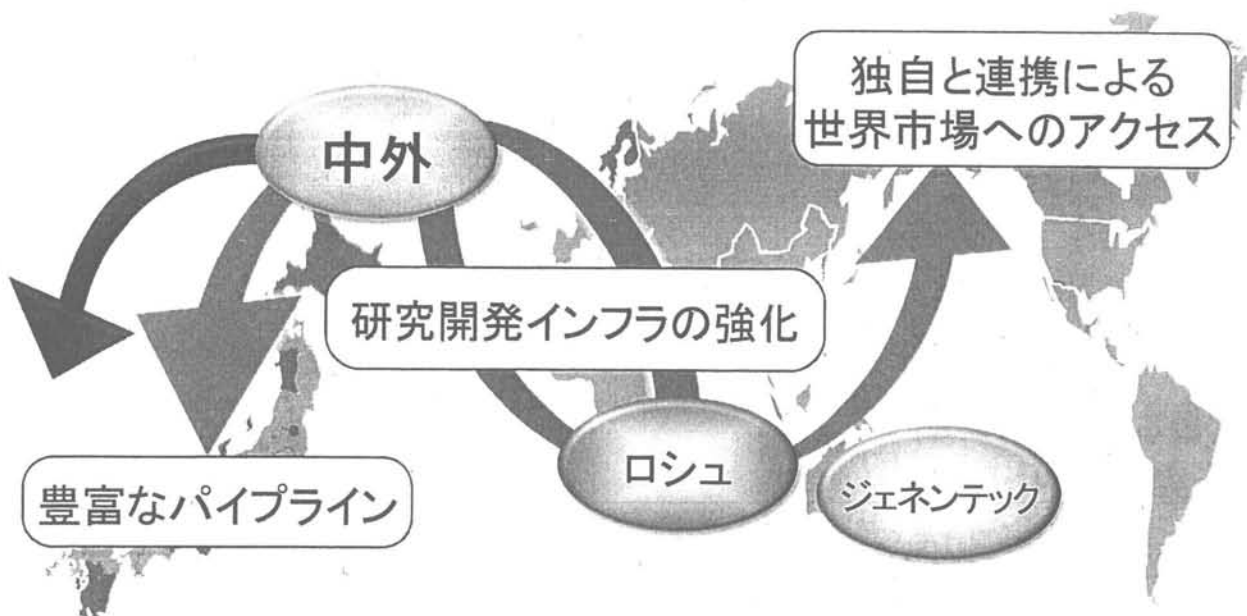 独自と連携による
世界市場へのアクセス
中外
研究開発インフラの強化
ロシュ
豊富なパイプライン
ジェネンテック